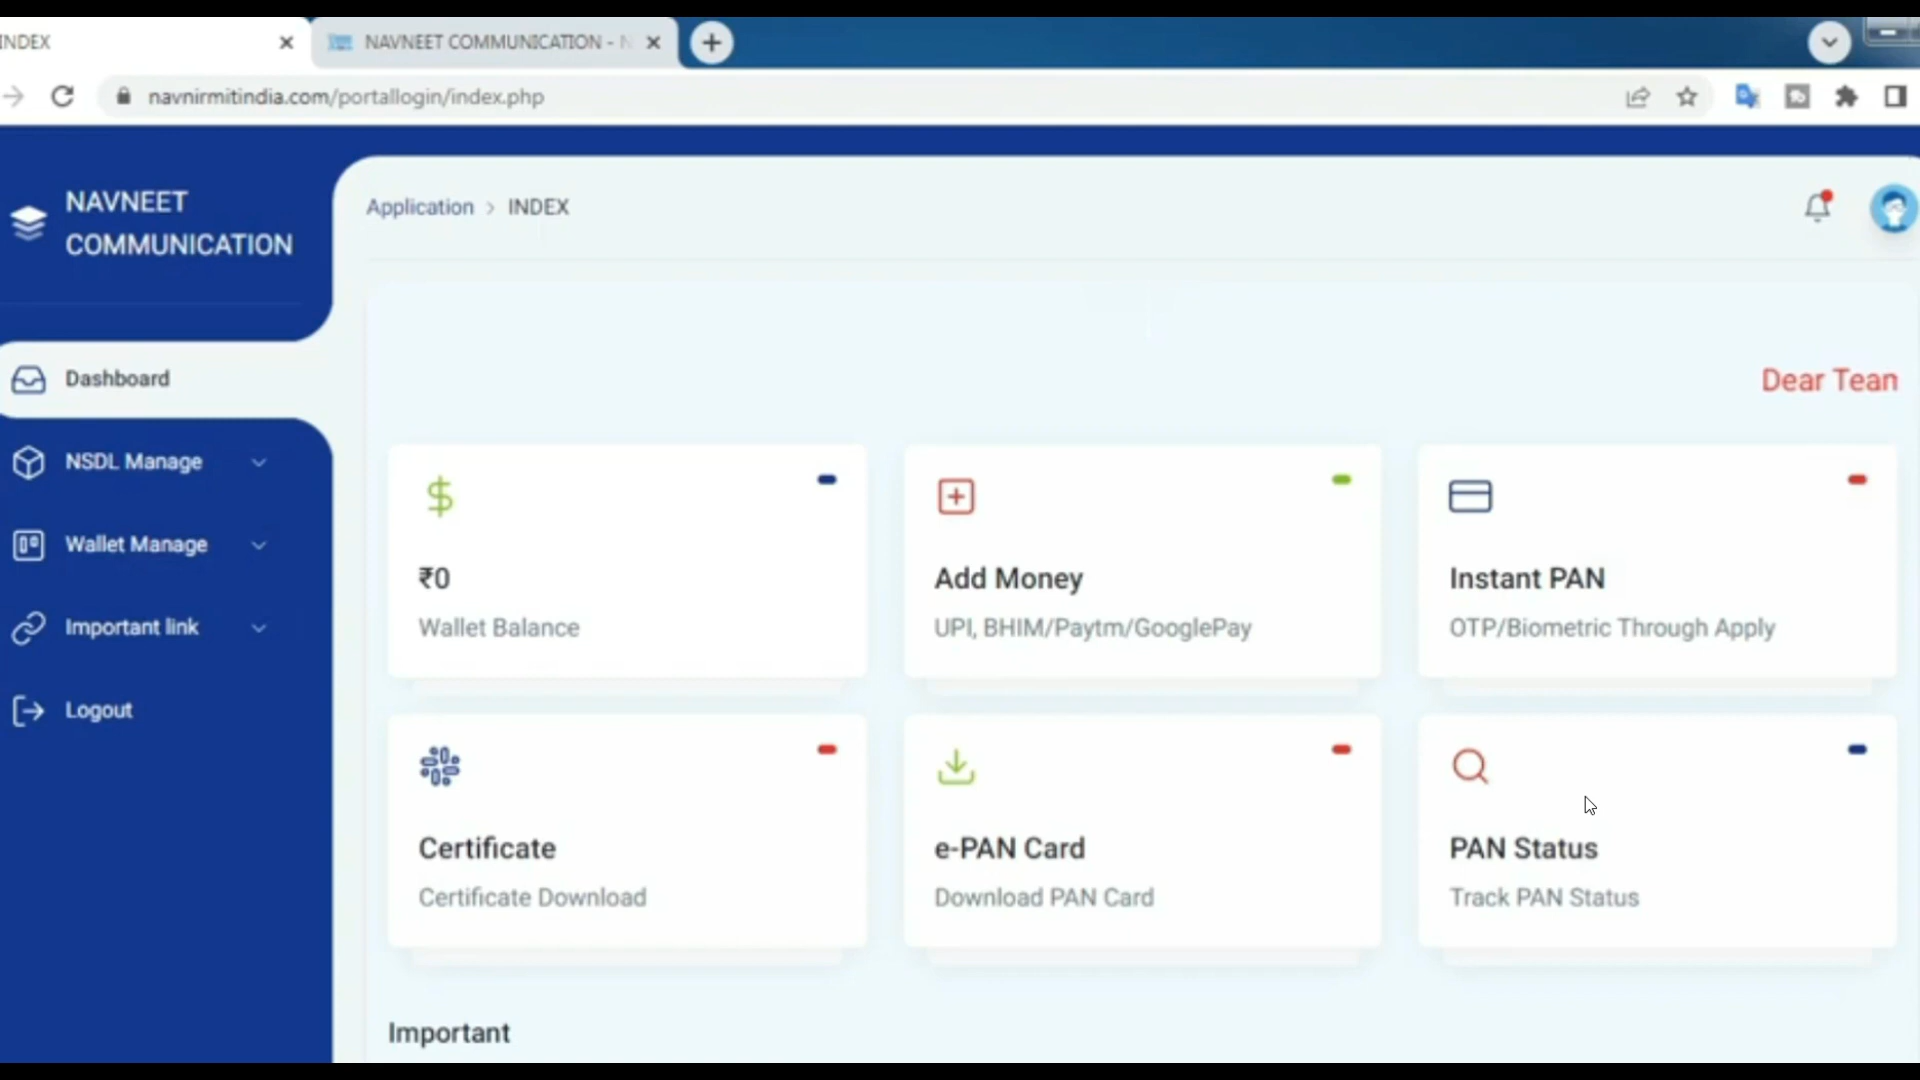 INDEX
NAVNEET COMMUNICATION - N
navnirmitindia.com/portallogin/index.php
NAVNEET
COMMUNICATION
Application > INDEX
Dear Tean
Dashboard
NSDL Manage
Wallet Manage
Important link
Logout
₹0
Wallet Balance
Add Money
UPI, BHIM/Paytm/GooglePay
Instant PAN
OTP/Biometric Through Apply
Certificate
Certificate Download
e-PAN Card
Download PAN Card
PAN Status
Track PAN Status
Important